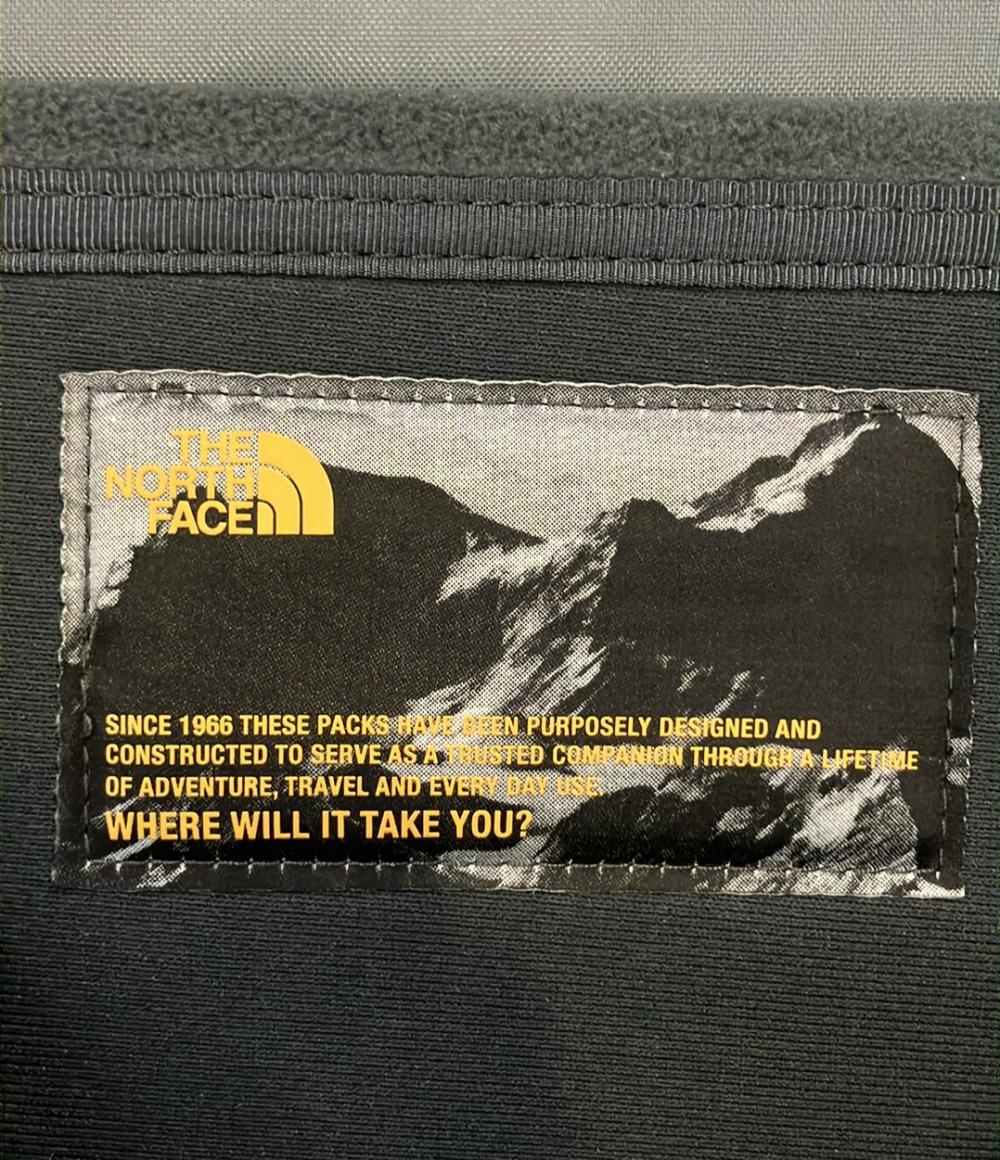 THE
NORTH
FACE
SINCE 1966 THESE PACKS HAVE BEEN PURPOSELY DESIGNED AND
CONSTRUCTED TO SERVE AS A TRUSTED COMPANION THROUGH A LIFETIME
OF ADVENTURE, TRAVEL AND EVERY DAY USE.
WHERE WILL IT TAKE YOU?